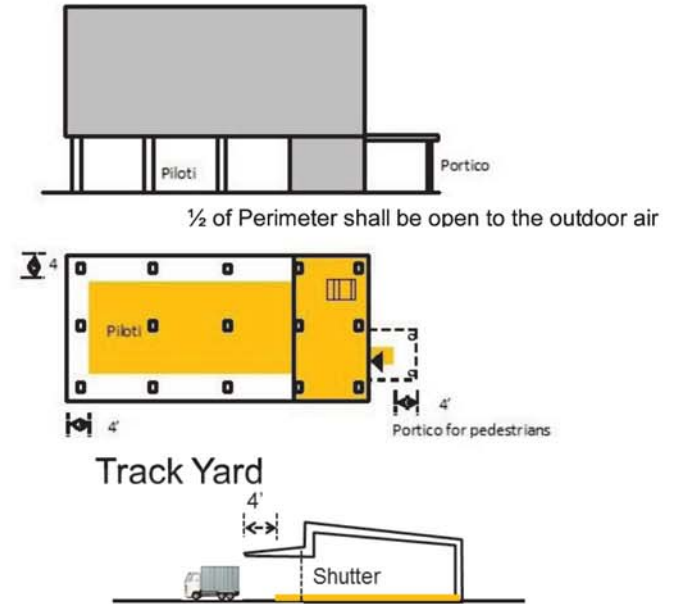 Piloti
Portico
½ of Perimeter shall be open to the outdoor air
4
Piloti
4'
4'
Portico for pedestrians
Track Yard
4'
Shutter